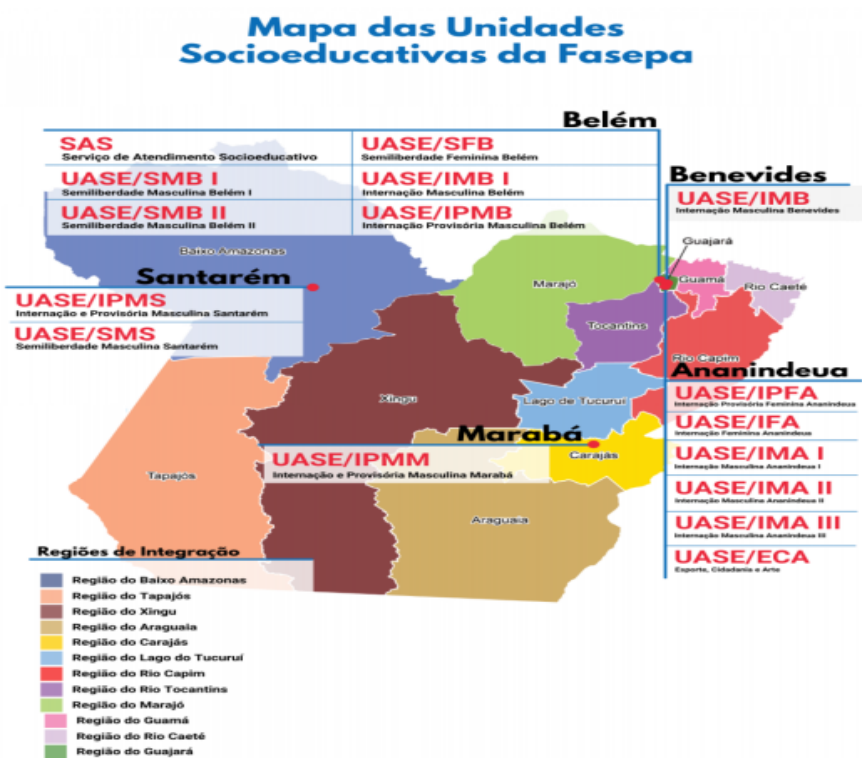 Mapa das Unidades
Socioeducativas da Fasepa
Belém
SAS
Serviço de Atendimento Socioeducativo
UASE/SFB
Semiliberdade Feminina Belém
UASE/SMB I
Semiliberdade Masculina Belém I
UASE/IMB I
Internação Masculina Belém
UASE/SMB II
Semiliberdade Masculina Belém II
UASE/IPMB
Internação Provisória Masculina Belém
Benevides
UASE/IMB
Internação Masculina Benevides
Guajará
Baixo Amazonas
Marajó
Guamá
Rio Caeté
Santarém
UASE/IPMS
Internação e Provisória Masculina Santarém
UASE/SMS
Semiliberdade Masculina Santarém
Tocantins
Rio Capim
Ananindeua
UASE/IPFA
Internação Provisória Feminina Ananindeua
UASE/IFA
Internação Feminina Ananindeua
UASE/IMA I
Internação Masculina Ananindeua I
UASE/IMA II
Internação Masculina Ananindeua II
UASE/IMA III
Internação Masculina Ananindeua III
UASE/ECA
Esporte, Cidadania e Arte
Xingu
Lago de Tucuruí
Marabá
UASE/IPMM
Internação e Provisória Masculina Marabá
Carajás
Tapajós
Araguaia
Regiões de Integração
Região do Baixo Amazonas
Região do Tapajós
Região do Xingu
Região do Araguaia
Região do Carajás
Região do Lago do Tucuruí
Região do Rio Capim
Região do Rio Tocantins
Região do Marajó
Região do Guamá
Região do Rio Caeté
Região do Guajará